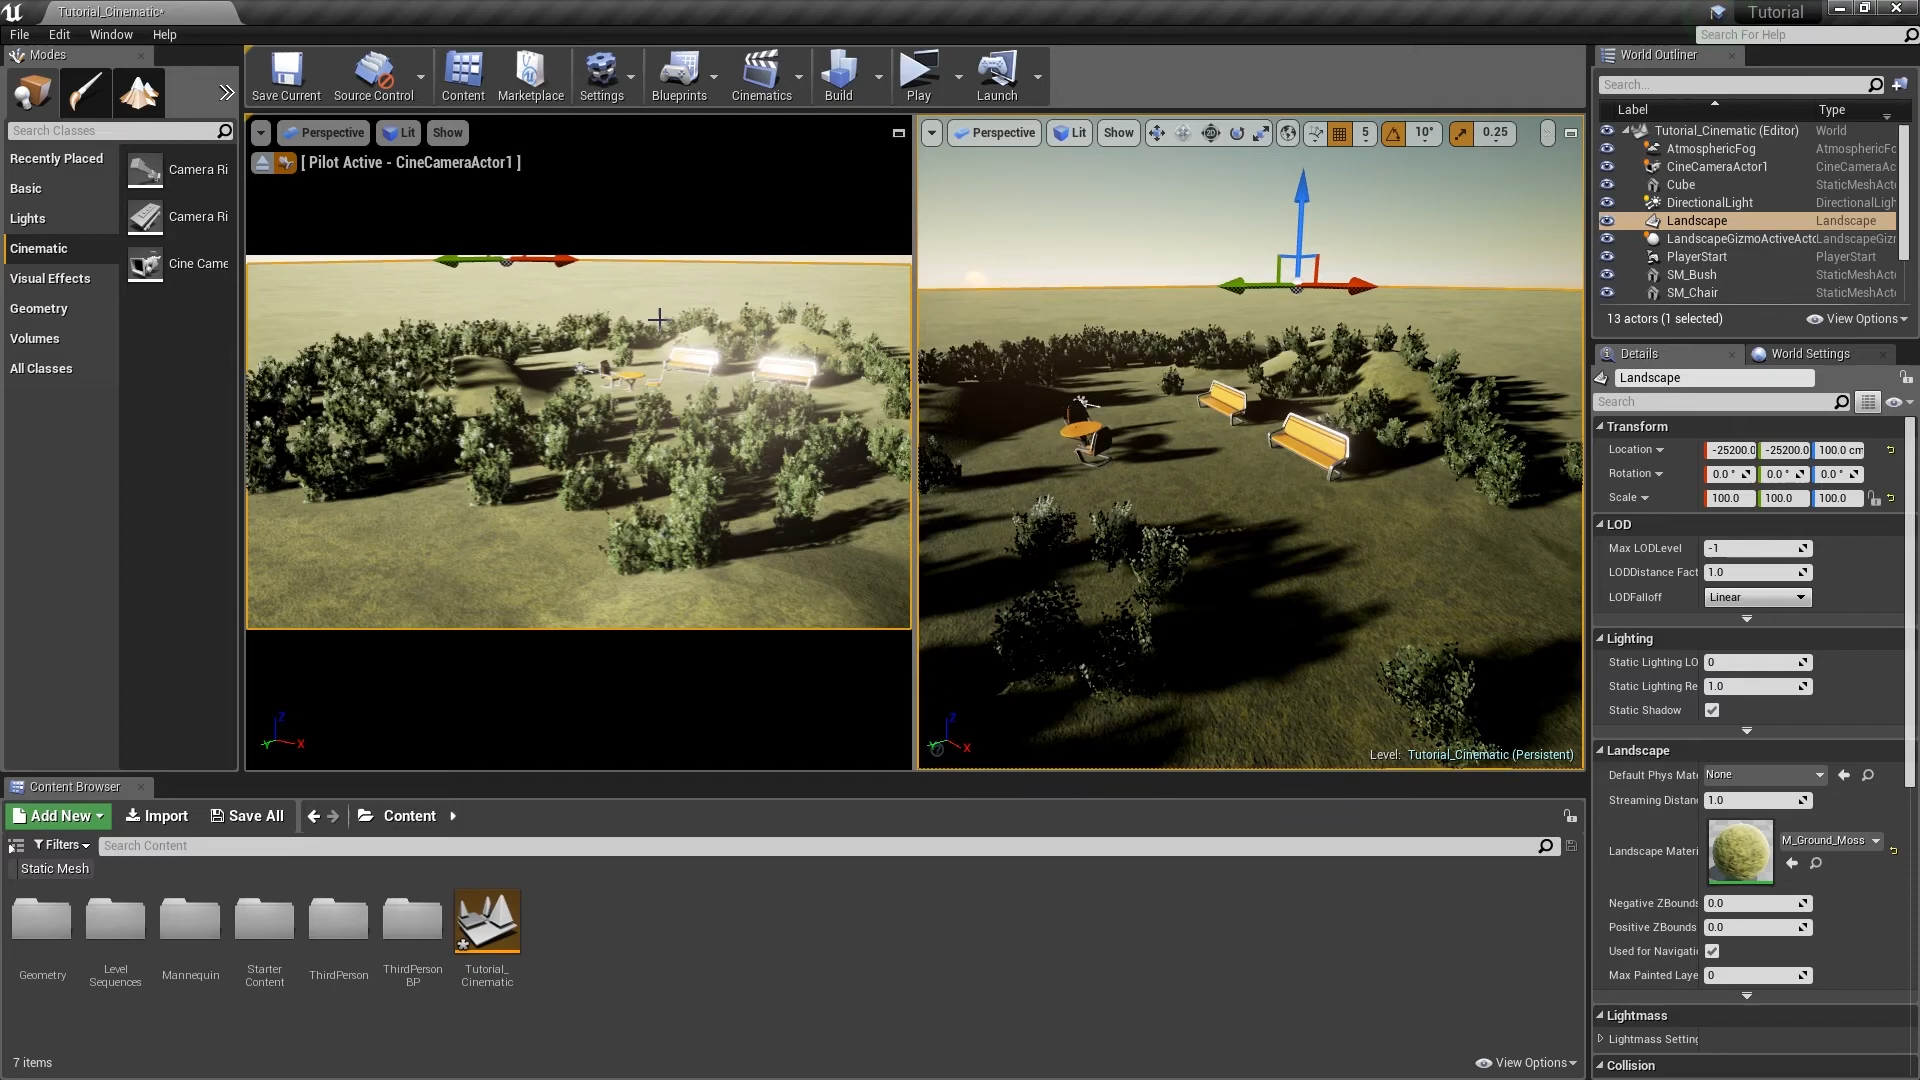 Tutorial_Cinematic*
Tutorial
File Edit Window Help
Search For Help
Modes
Search Classes
Recently Placed
Basic
Lights
Cinematic
Visual Effects
Geometry
Volumes
All Classes
Camera Ri
Camera Ri
Cine Came
Save Current
Source Control
Content
Marketplace
Settings
Blueprints
Cinematics
Build
Play
Launch
Perspective Lit Show
[ Pilot Active - CineCameraActor1 ]
Z
Y X
Perspective Lit Show 5 10° 0.25
Z
Y X
Level: Tutorial_Cinematic (Persistent)
World Outliner
Search...
Label Type
Tutorial_Cinematic (Editor) World
AtmosphericFog AtmosphericFc
CineCameraActor1 CineCameraAc
Cube StaticMeshActo
DirectionalLight DirectionalLigh
Landscape Landscape
LandscapeGizmoActiveActo LandscapeGizr
PlayerStart PlayerStart
SM_Bush StaticMeshActo
SM_Chair StaticMeshActo
13 actors (1 selected)
View Options
Details
World Settings
Landscape
Search
Transform
Location -25200.0 -25200.0 100.0 cm
Rotation 0.0 ° 0.0 ° 0.0 °
Scale 100.0 100.0 100.0
LOD
Max LODLevel -1
LODDistance Fact 1.0
LODFalloff Linear
Lighting
Static Lighting LO 0
Static Lighting Re 1.0
Static Shadow
Landscape
Default Phys Mate None
Streaming Distanc 1.0
Landscape Materi M_Ground_Moss
Negative ZBounds 0.0
Positive ZBounds 0.0
Used for Navigati
Max Painted Laye 0
Lightmass
Lightmass Setting
Collision
Content Browser
Add New Import Save All Content
Filters Search Content
Static Mesh
Geometry
Level
Sequences
Mannequin
Starter
Content
ThirdPerson
ThirdPerson
BP
Tutorial_
Cinematic
7 items
View Options